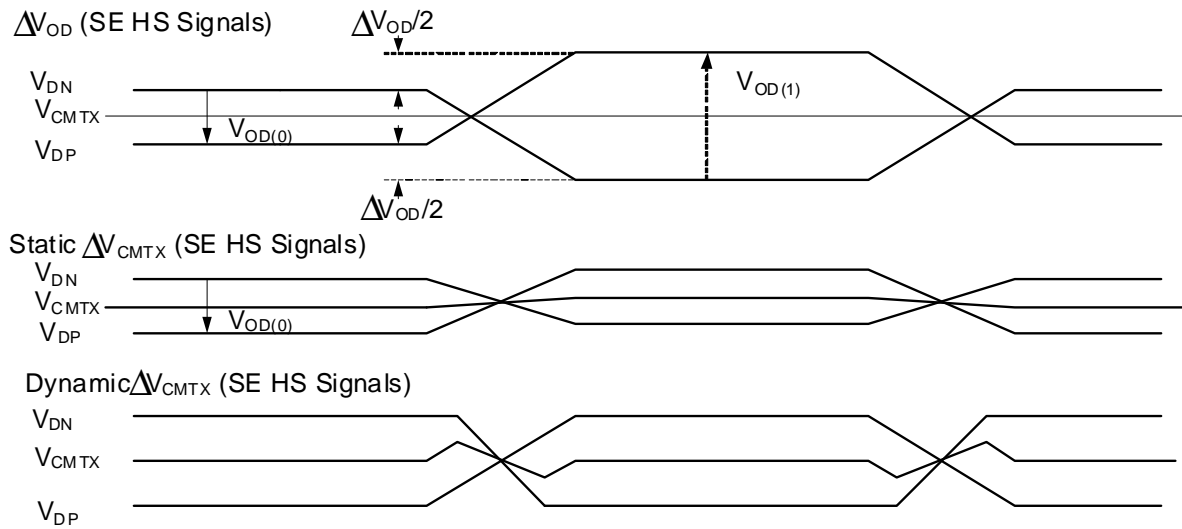 ΔV_OD (SE HS Signals)
ΔV_OD/2
V_DN
V_CMTX
V_OD(0)
V_OD(1)
V_DP
ΔV_OD/2
Static ΔV_CMTX (SE HS Signals)
V_DN
V_CMTX
V_OD(0)
V_DP
Dynamic ΔV_CMTX (SE HS Signals)
V_DN
V_CMTX
V_DP